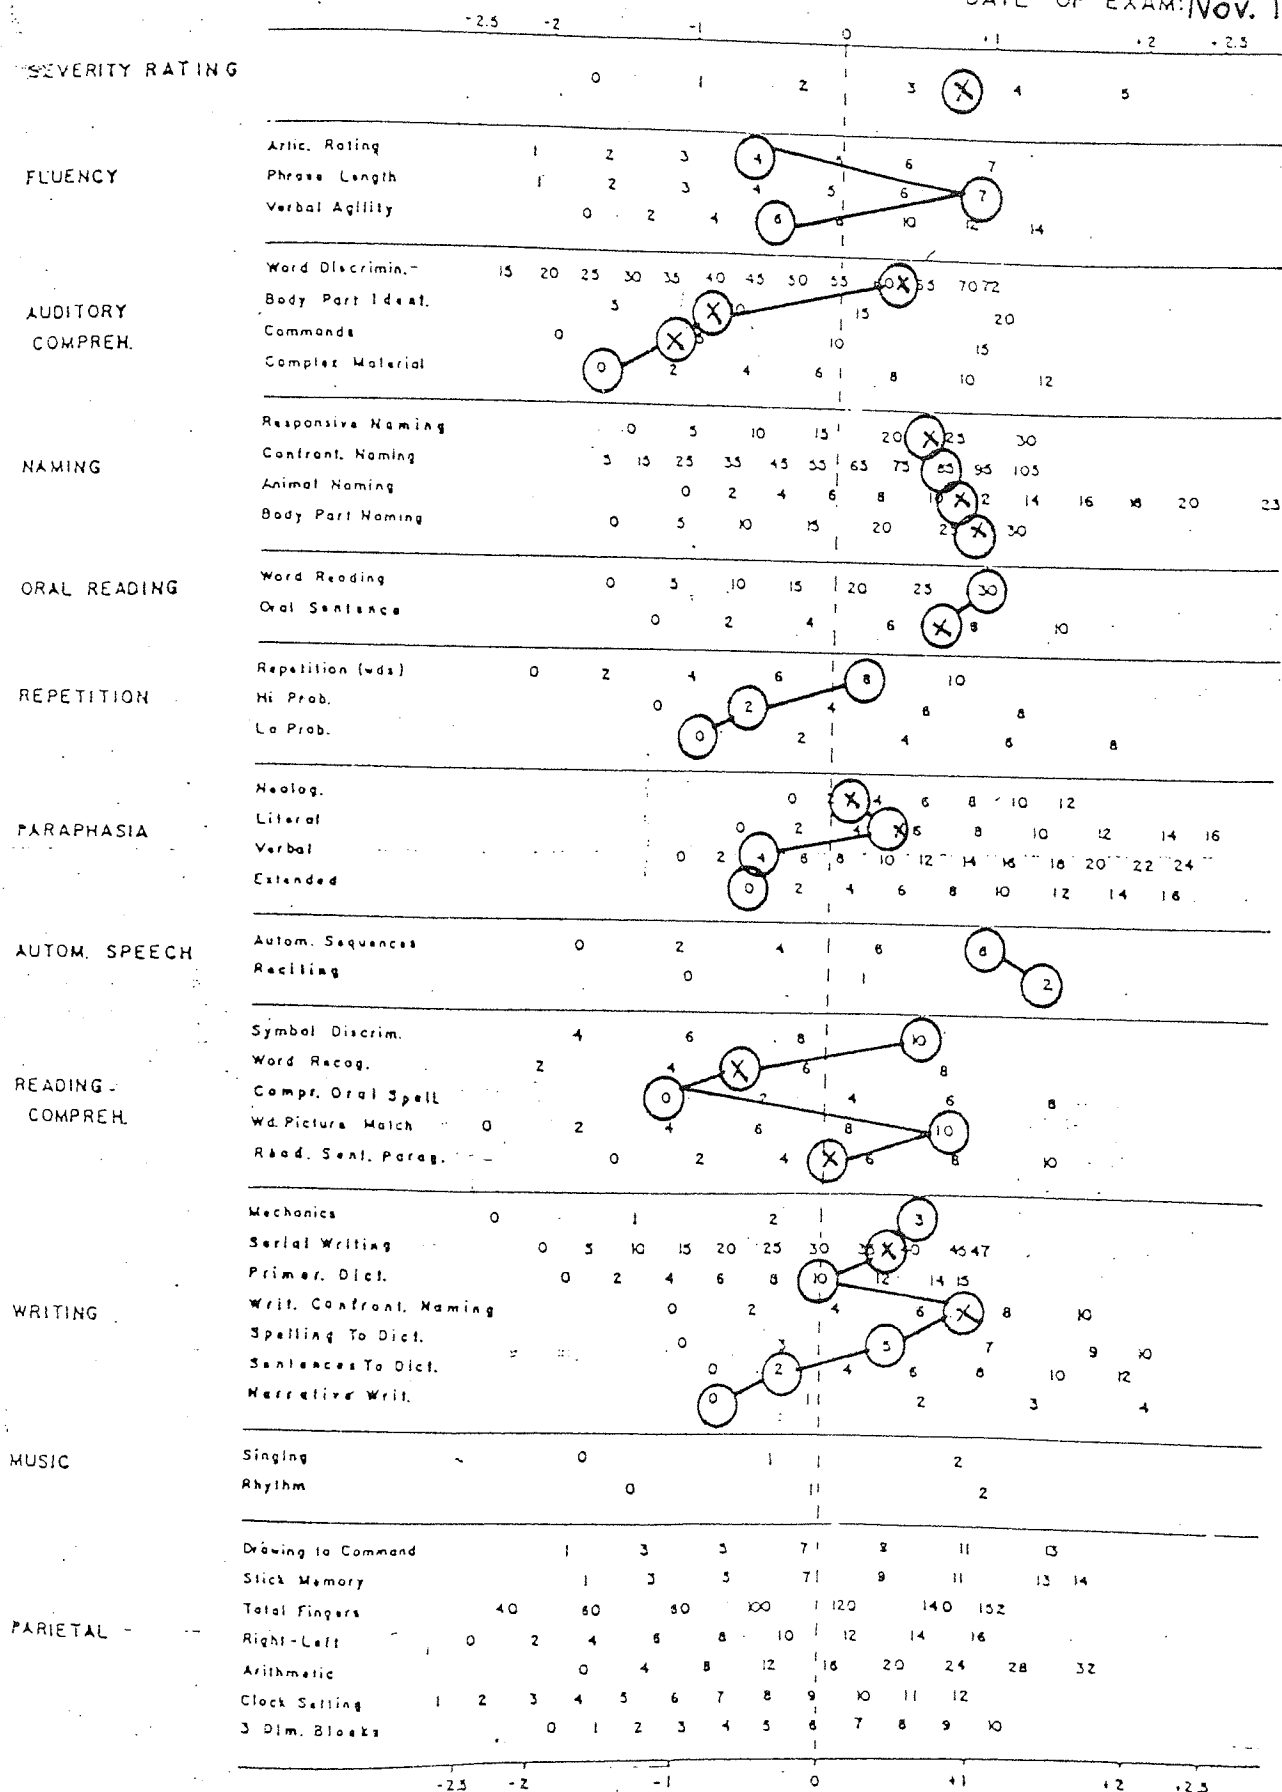 DATE OF EXAM: Nov. 1
-2.5 -2 -1 0 +1 +2 +2.5
SEVERITY RATING 0 1 2 3 X 4 5
FLUENCY
Artic. Rating 1 2 3 4 5 6 7
Phrase Length 1 2 3 4 5 6 7
Verbal Agility 0 2 4 6 8 10 12 14
AUDITORY COMPREH.
Word Discrimin. 15 20 25 30 35 40 45 50 55 60 X 65 70 72
Body Part Ident. 5 X 10 15 20
Commands 0 X 5 10 15
Complex Material 0 2 4 6 8 10 12
NAMING
Responsive Naming 0 5 10 15 20 X 25 30
Confront. Naming 5 15 25 35 45 55 65 75 85 95 105
Animal Naming 0 2 4 6 8 10 X 12 14 16 18 20 23
Body Part Naming 0 5 10 15 20 25 X 30
ORAL READING
Word Reading 0 5 10 15 20 25 30
Oral Sentence 0 2 4 6 X 8 10
REPETITION
Repetition (wds) 0 2 4 6 8 10
Hi Prob. 0 2 4 6 8
Lo Prob. 0 2 4 6 8
PARAPHASIA
Neolog. 0 2 X 4 6 8 10 12
Literal 0 2 4 X 6 8 10 12 14 16
Verbal 0 2 4 6 8 10 12 14 16 18 20 22 24
Extended 0 2 4 6 8 10 12 14 16
AUTOM. SPEECH
Autom. Sequences 0 2 4 6 8
Reciting 0 1 2
READING - COMPREH.
Symbol Discrim. 4 6 8 10
Word Recog. 2 4 X 6 8
Compr. Oral Spell 0 2 4 6 8
Wd. Picture Match 0 2 4 6 8 10
Read. Sent. Parag. 0 2 4 X 6 8 10
WRITING
Mechanics 0 1 2 3
Serial Writing 0 5 10 15 20 25 30 35 X 40 45 47
Primer. Dict. 0 2 4 6 8 10 12 14 15
Writ. Confront. Naming 0 2 4 6 X 8 10
Spelling To Dict. 0 3 5 7 9 10
Sentences To Dict. 0 2 4 6 8 10 12
Narrative Writ. 0 1 2 3 4
MUSIC
Singing 0 1 2
Rhythm 0 1 2
PARIETAL -
Drawing to Command 1 3 5 7 8 11 13
Stick Memory 1 3 5 7 9 11 13 14
Total Fingers 40 60 80 100 120 140 152
Right-Left 0 2 4 6 8 10 12 14 16
Arithmetic 0 4 8 12 16 20 24 28 32
Clock Setting 1 2 3 4 5 6 7 8 9 10 11 12
3 Dim. Blocks 0 1 2 3 4 5 6 7 8 9 10
-2.5 -2 -1 0 +1 +2 +2.5